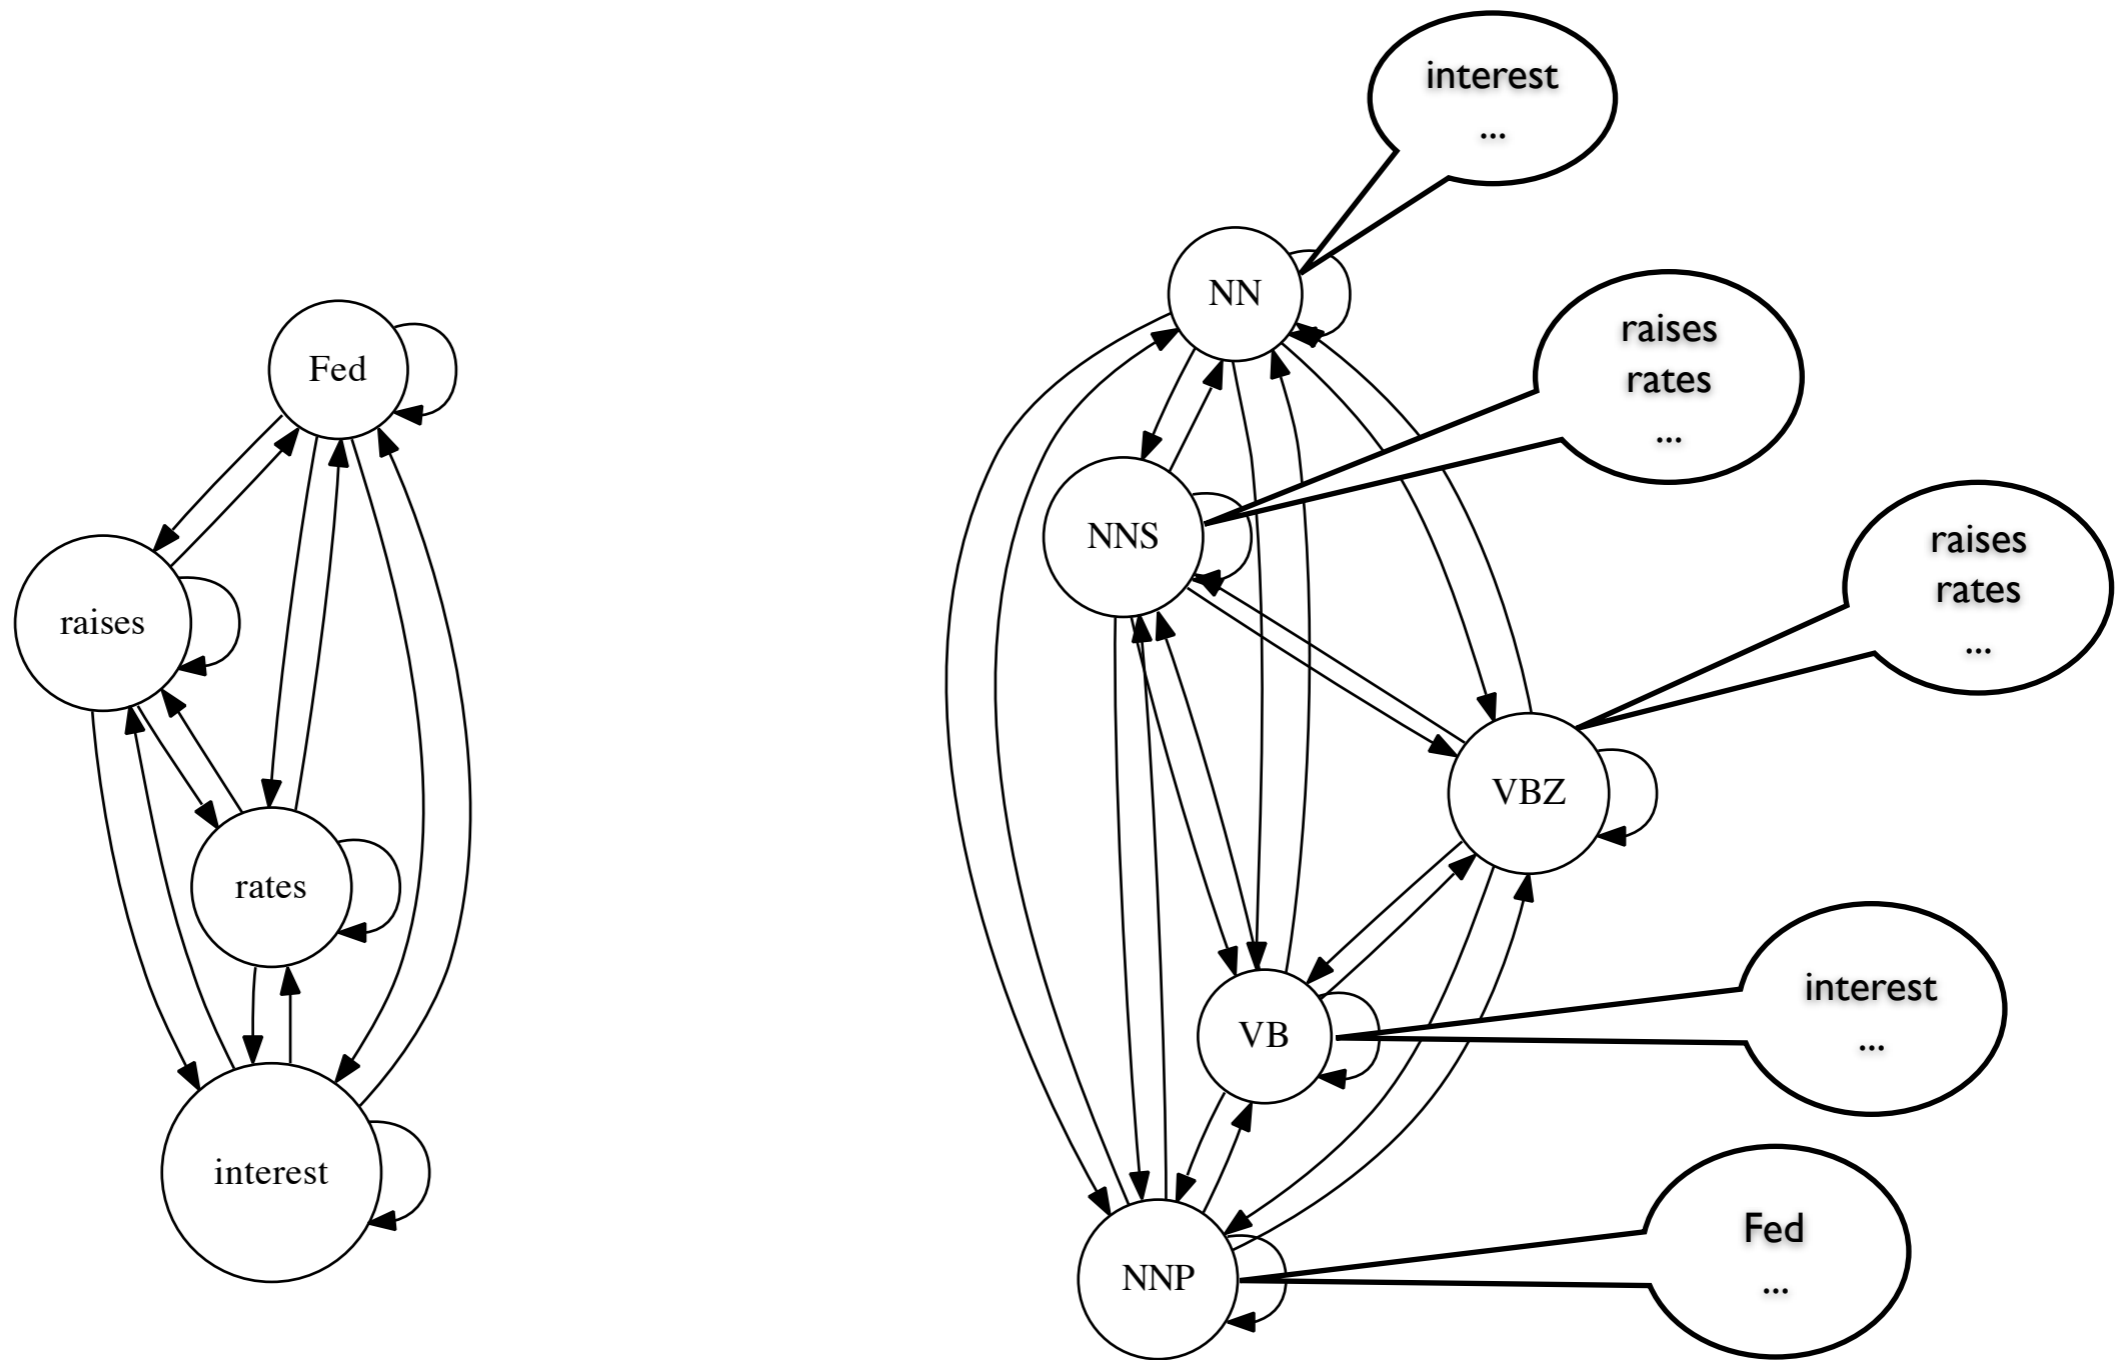 Fed
raises
rates
interest
interest
...
NN
raises
rates
...
NNS
raises
rates
...
VBZ
interest
...
VB
Fed
...
NNP